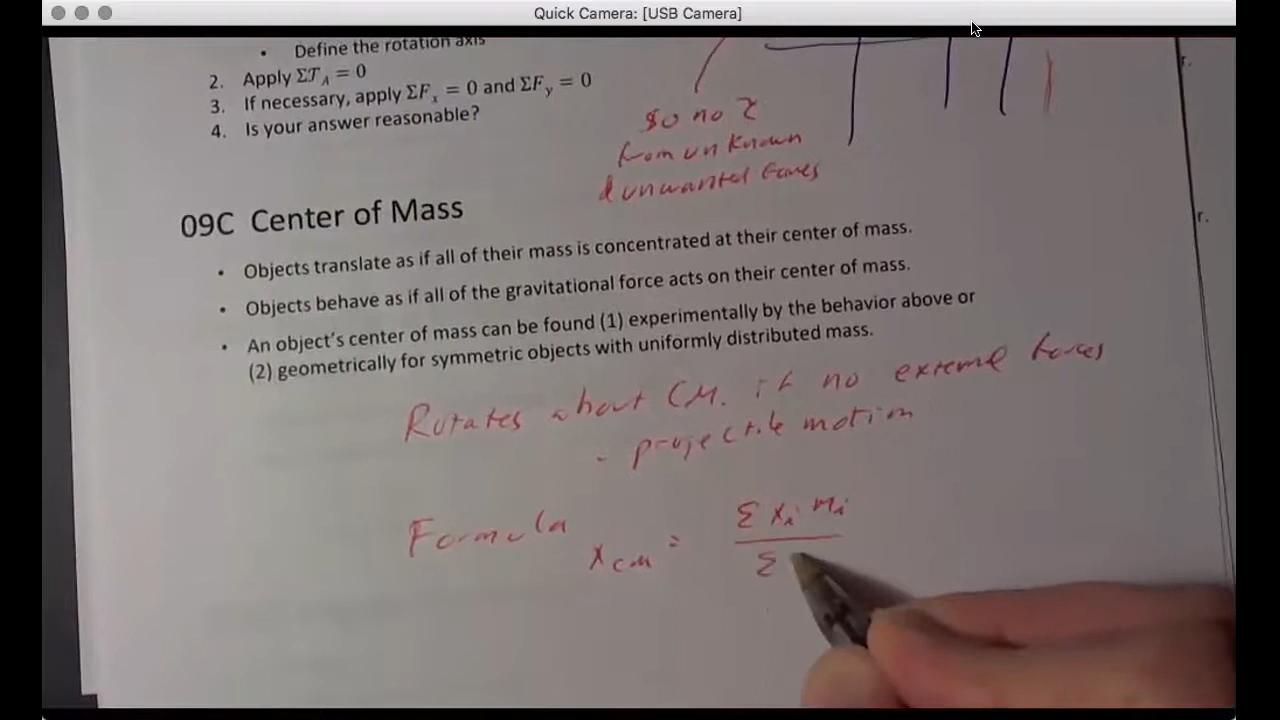 Quick Camera: [USB Camera]
• Define the rotation axis
2. Apply ΣT_A = 0
3. If necessary, apply ΣF_x = 0 and ΣF_y = 0
4. Is your answer reasonable?
so no τ
from unknown
& unwanted forces
09C Center of Mass
• Objects translate as if all of their mass is concentrated at their center of mass.
• Objects behave as if all of the gravitational force acts on their center of mass.
• An object's center of mass can be found (1) experimentally by the behavior above or
(2) geometrically for symmetric objects with uniformly distributed mass.
Rotates about CM. if no external forces
- projectile motion
Formula
x_cm = Σ x_i m_i
Σ
r.
r.